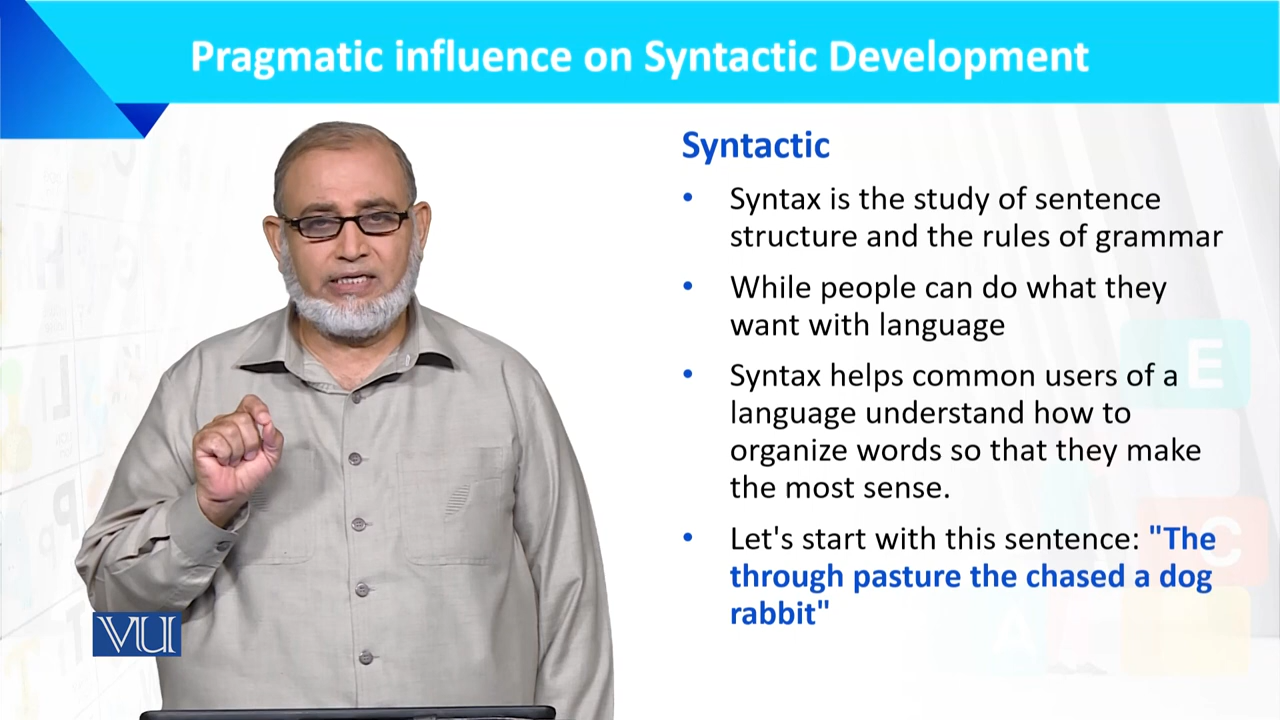 Pragmatic influence on Syntactic Development
Syntactic
• Syntax is the study of sentence
structure and the rules of grammar
• While people can do what they
want with language
• Syntax helps common users of a
language understand how to
organize words so that they make
the most sense.
• Let's start with this sentence: "The
through pasture the chased a dog
rabbit"
VU
E
C
A